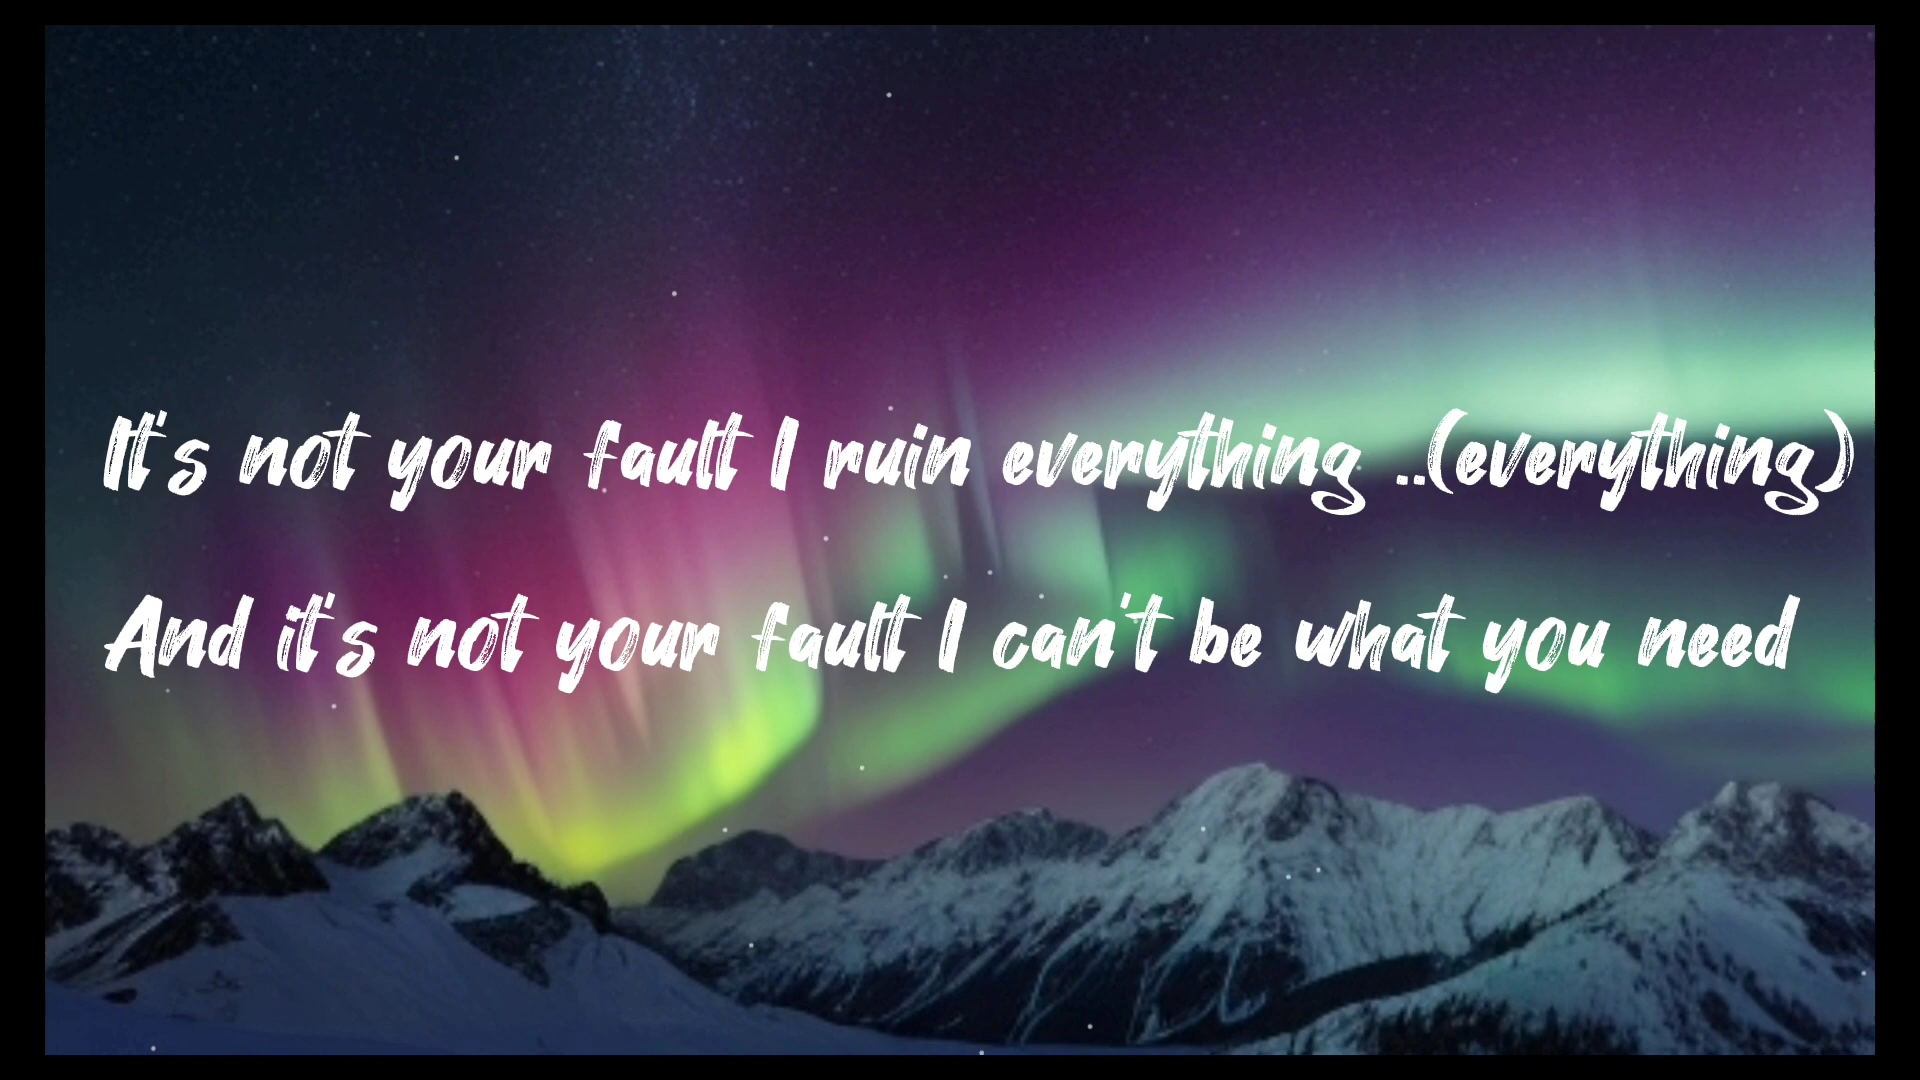 It's not your fault I ruin everything ..(everything)
And it's not your fault I can't be what you need